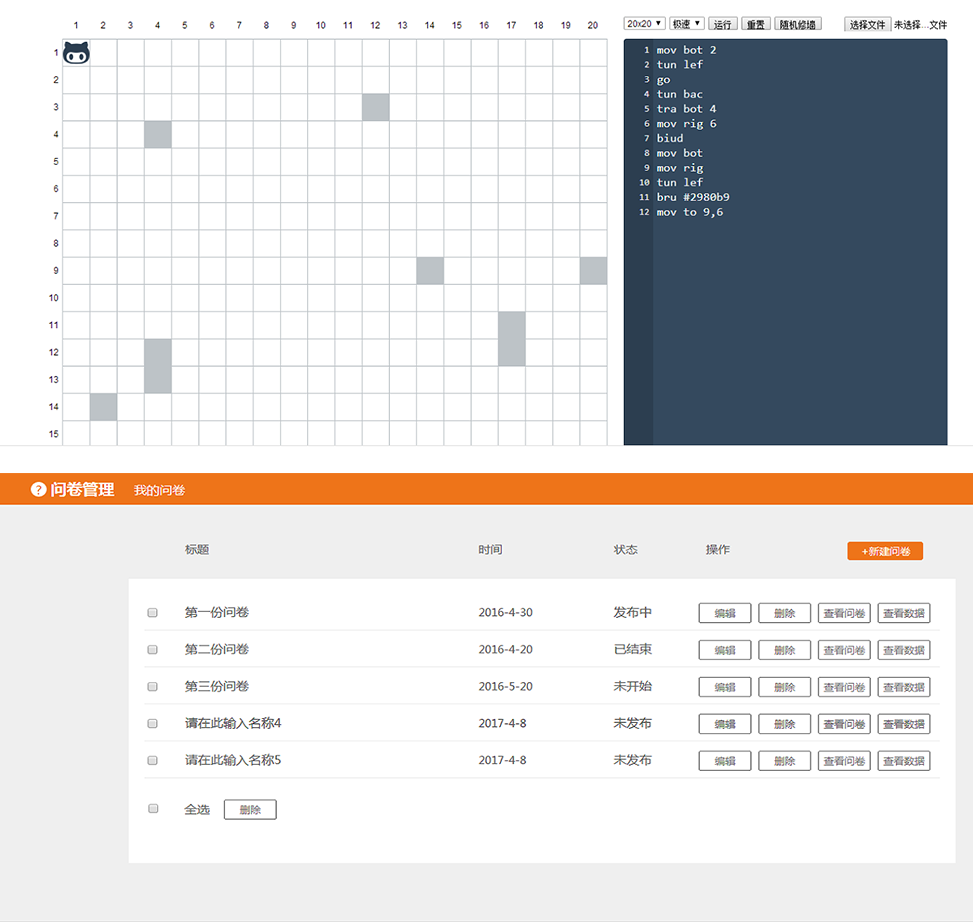 1 2 3 4 5 6 7 8 9 10 11 12 13 14 15 16 17 18 19 20
20x20 极速 运行 重置 随机修墙 选择文件 未选择...文件
1
2
3
4
5
6
7
8
9
10
11
12
13
14
15
1 mov bot 2
2 tun lef
3 go
4 tun bac
5 tra bot 4
6 mov rig 6
7 biud
8 mov bot
9 mov rig
10 tun lef
11 bru #2980b9
12 mov to 9,6
? 问卷管理 我的问卷
标题 时间 状态 操作 +新建问卷
第一份问卷 2016-4-30 发布中 编辑 删除 查看问卷 查看数据
第二份问卷 2016-4-20 已结束 编辑 删除 查看问卷 查看数据
第三份问卷 2016-5-20 未开始 编辑 删除 查看问卷 查看数据
请在此输入名称4 2017-4-8 未发布 编辑 删除 查看问卷 查看数据
请在此输入名称5 2017-4-8 未发布 编辑 删除 查看问卷 查看数据
全选 删除